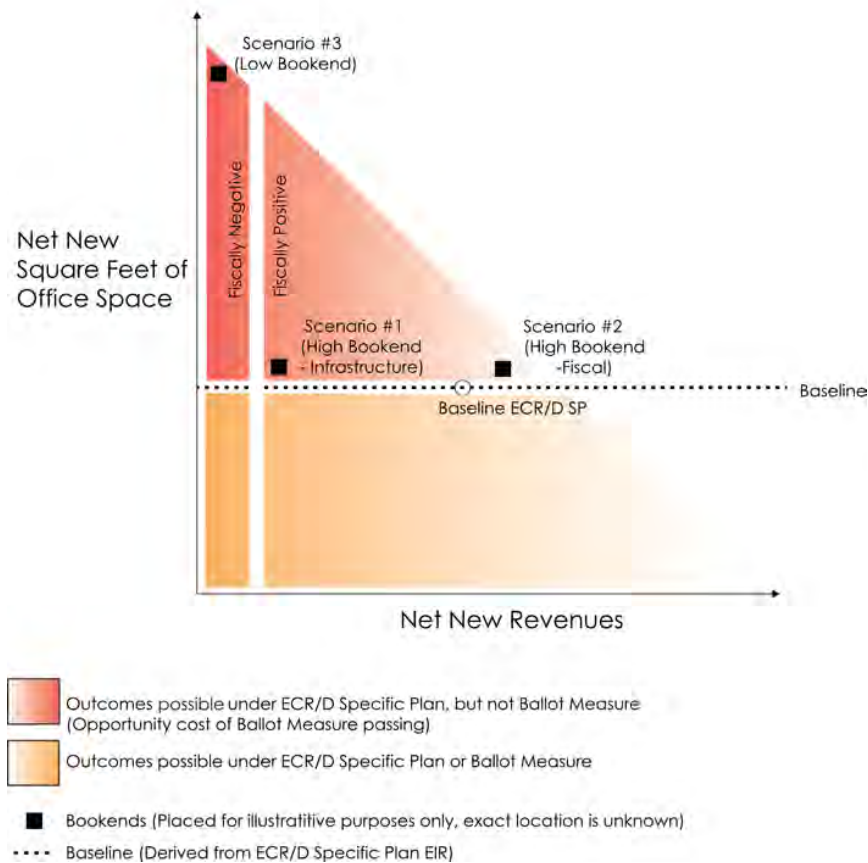 Scenario #3
(Low Bookend)
Net New
Square Feet of
Office Space
Fiscally Negative
Fiscally Positive
Scenario #1
(High Bookend
- Infrastructure)
Scenario #2
(High Bookend
-Fiscal)
Baseline
Baseline ECR/D SP
Net New Revenues
Outcomes possible under ECR/D Specific Plan, but not Ballot Measure
(Opportunity cost of Ballot Measure passing)
Outcomes possible under ECR/D Specific Plan or Ballot Measure
Bookends (Placed for illustratitive purposes only, exact location is unknown)
Baseline (Derived from ECR/D Specific Plan EIR)